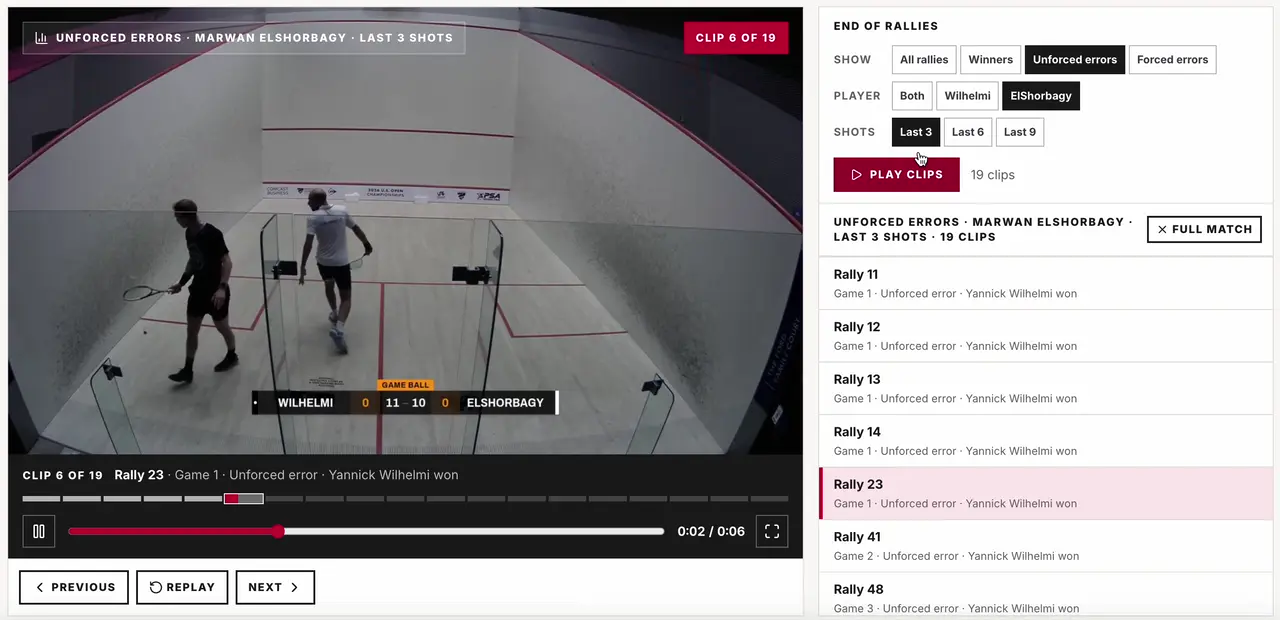 UNFORCED ERRORS · MARWAN ELSHORBAGY · LAST 3 SHOTS
CLIP 6 OF 19
2024 U.S. OPEN
CHAMPIONSHIPS
PSA
GAME BALL
WILHELMI 0 11 - 10 0 ELSHORBAGY
CLIP 6 OF 19 Rally 23 · Game 1 · Unforced error · Yannick Wilhelmi won
0:02 / 0:06
PREVIOUS
REPLAY
NEXT
END OF RALLIES
SHOW All rallies Winners Unforced errors Forced errors
PLAYER Both Wilhelmi ElShorbagy
SHOTS Last 3 Last 6 Last 9
PLAY CLIPS 19 clips
UNFORCED ERRORS · MARWAN ELSHORBAGY ·
LAST 3 SHOTS · 19 CLIPS
FULL MATCH
Rally 11
Game 1 · Unforced error · Yannick Wilhelmi won
Rally 12
Game 1 · Unforced error · Yannick Wilhelmi won
Rally 13
Game 1 · Unforced error · Yannick Wilhelmi won
Rally 14
Game 1 · Unforced error · Yannick Wilhelmi won
Rally 23
Game 1 · Unforced error · Yannick Wilhelmi won
Rally 41
Game 2 · Unforced error · Yannick Wilhelmi won
Rally 48
Game 3 · Unforced error · Yannick Wilhelmi won